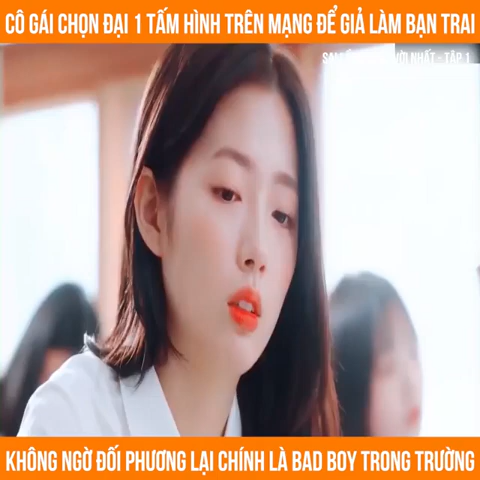 CÔ GÁI CHỌN ĐẠI 1 TẤM HÌNH TRÊN MẠNG ĐỂ GIẢ LÀM BẠN TRAI
NHẤT - TẬP 1
KHÔNG NGỜ ĐỐI PHƯƠNG LẠI CHÍNH LÀ BAD BOY TRONG TRƯỜNG